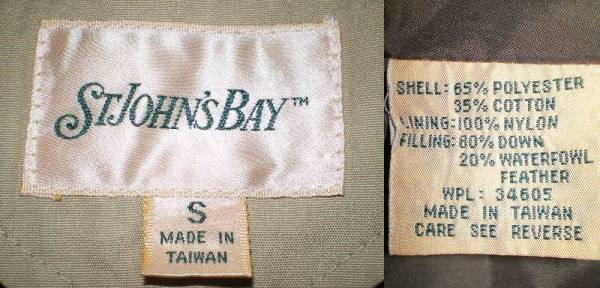 ST JOHN'S BAY™
S
MADE IN
TAIWAN
SHELL: 65% POLYESTER
35% COTTON
LINING: 100% NYLON
FILLING: 80% DOWN
20% WATERFOWL
FEATHER
WPL: 34605
MADE IN TAIWAN
CARE SEE REVERSE